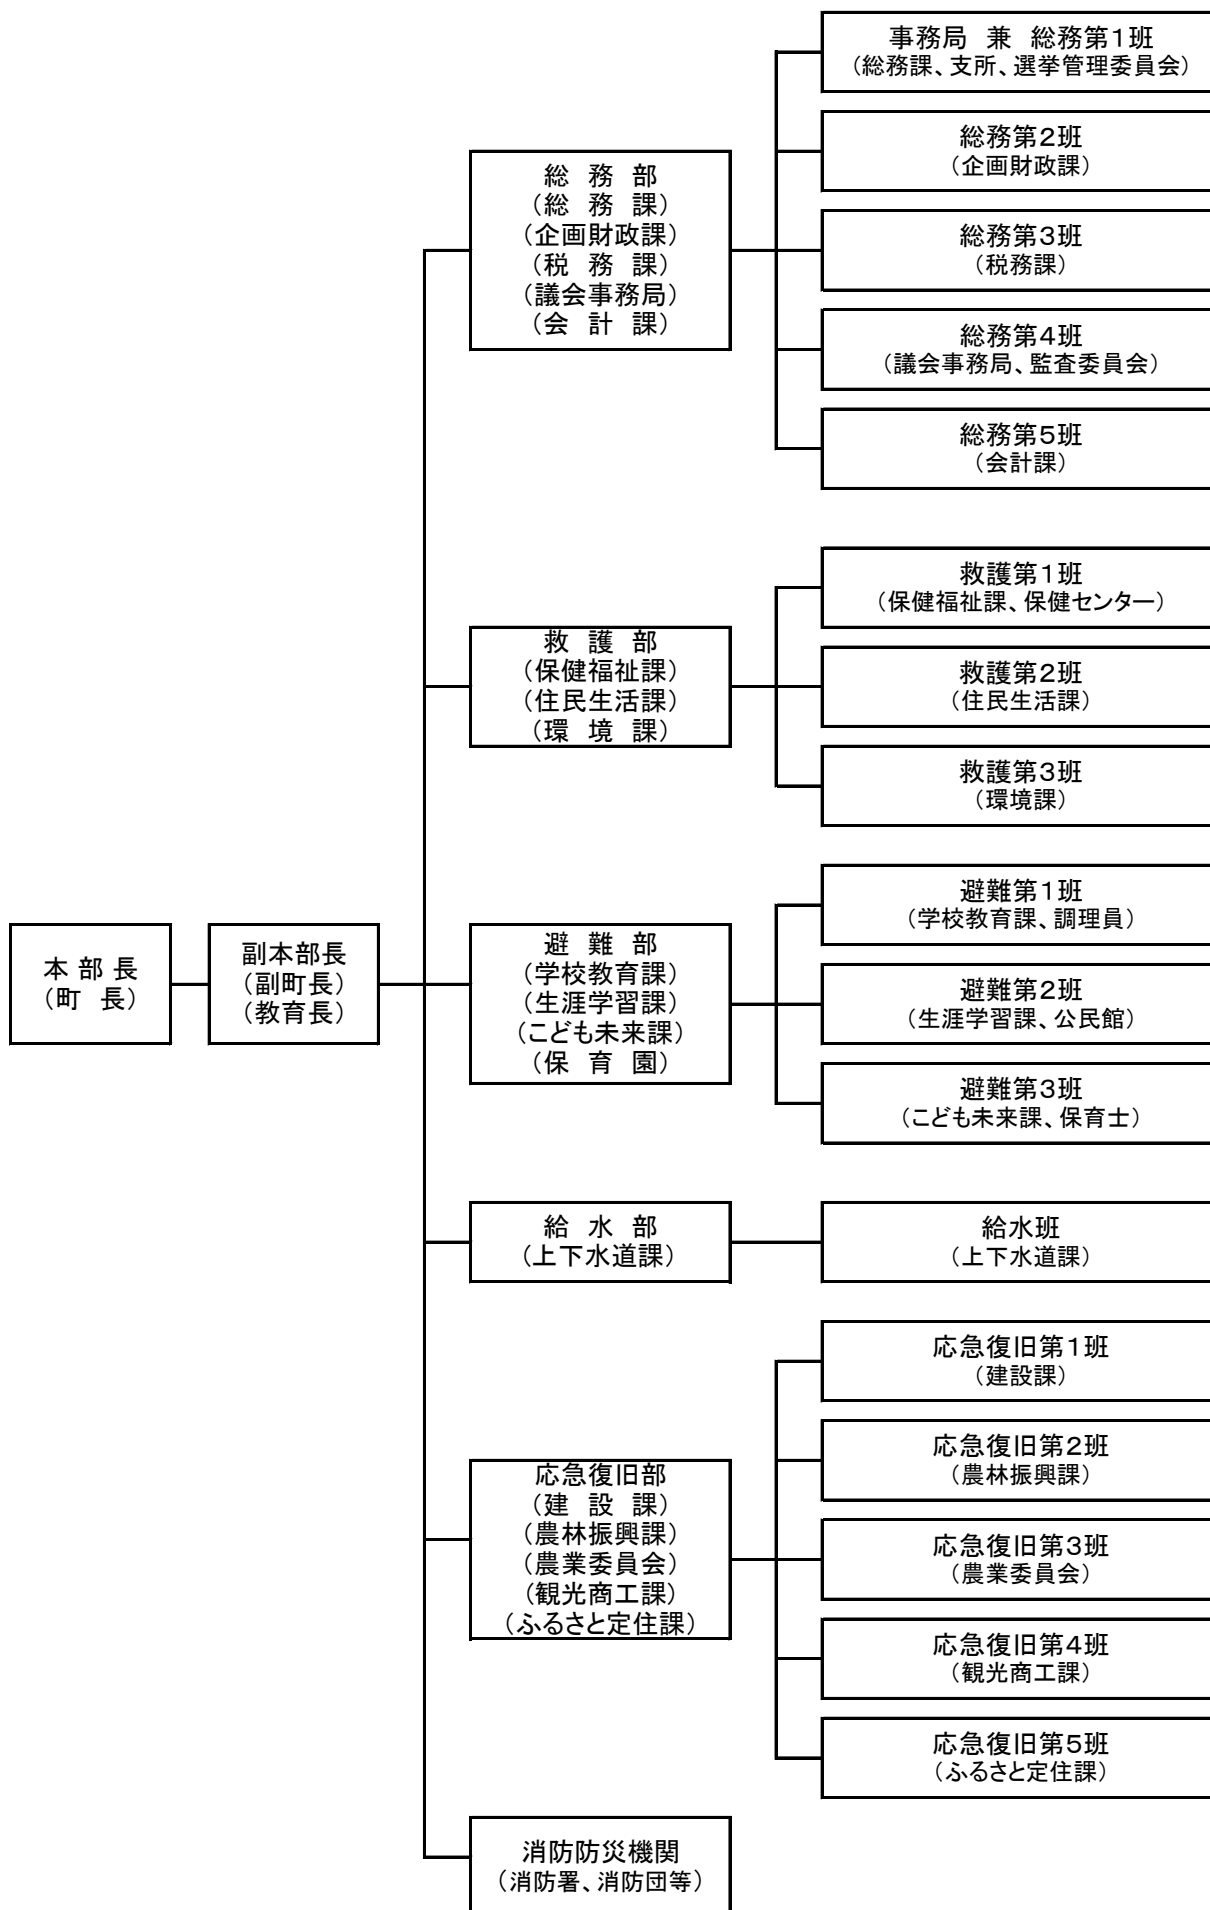 本 部 長
(町 長)
副本部長
(副町長)
(教育長)
総 務 部
(総 務 課)
(企画財政課)
(税 務 課)
(議会事務局)
(会 計 課)
事務局 兼 総務第1班
(総務課、支所、選挙管理委員会)
総務第2班
(企画財政課)
総務第3班
(税務課)
総務第4班
(議会事務局、監査委員会)
総務第5班
(会計課)
救 護 部
(保健福祉課)
(住民生活課)
(環 境 課)
救護第1班
(保健福祉課、保健センター)
救護第2班
(住民生活課)
救護第3班
(環境課)
避 難 部
(学校教育課)
(生涯学習課)
(こども未来課)
(保 育 園)
避難第1班
(学校教育課、調理員)
避難第2班
(生涯学習課、公民館)
避難第3班
(こども未来課、保育士)
給 水 部
(上下水道課)
給水班
(上下水道課)
応急復旧部
(建 設 課)
(農林振興課)
(農業委員会)
(観光商工課)
(ふるさと定住課)
応急復旧第1班
(建設課)
応急復旧第2班
(農林振興課)
応急復旧第3班
(農業委員会)
応急復旧第4班
(観光商工課)
応急復旧第5班
(ふるさと定住課)
消防防災機関
(消防署、消防団等)